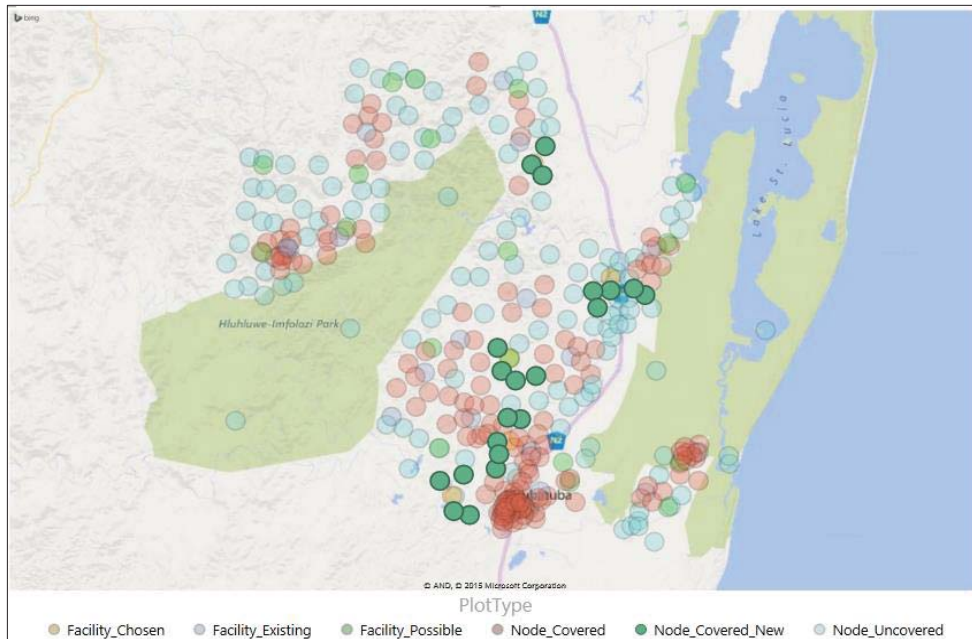 bing
N2
Lake St. Lucia
Hluhluwe-Imfolozi Park
N2
© AND, © 2015 Microsoft Corporation
PlotType
Facility_Chosen Facility_Existing Facility_Possible Node_Covered Node_Covered_New Node_Uncovered